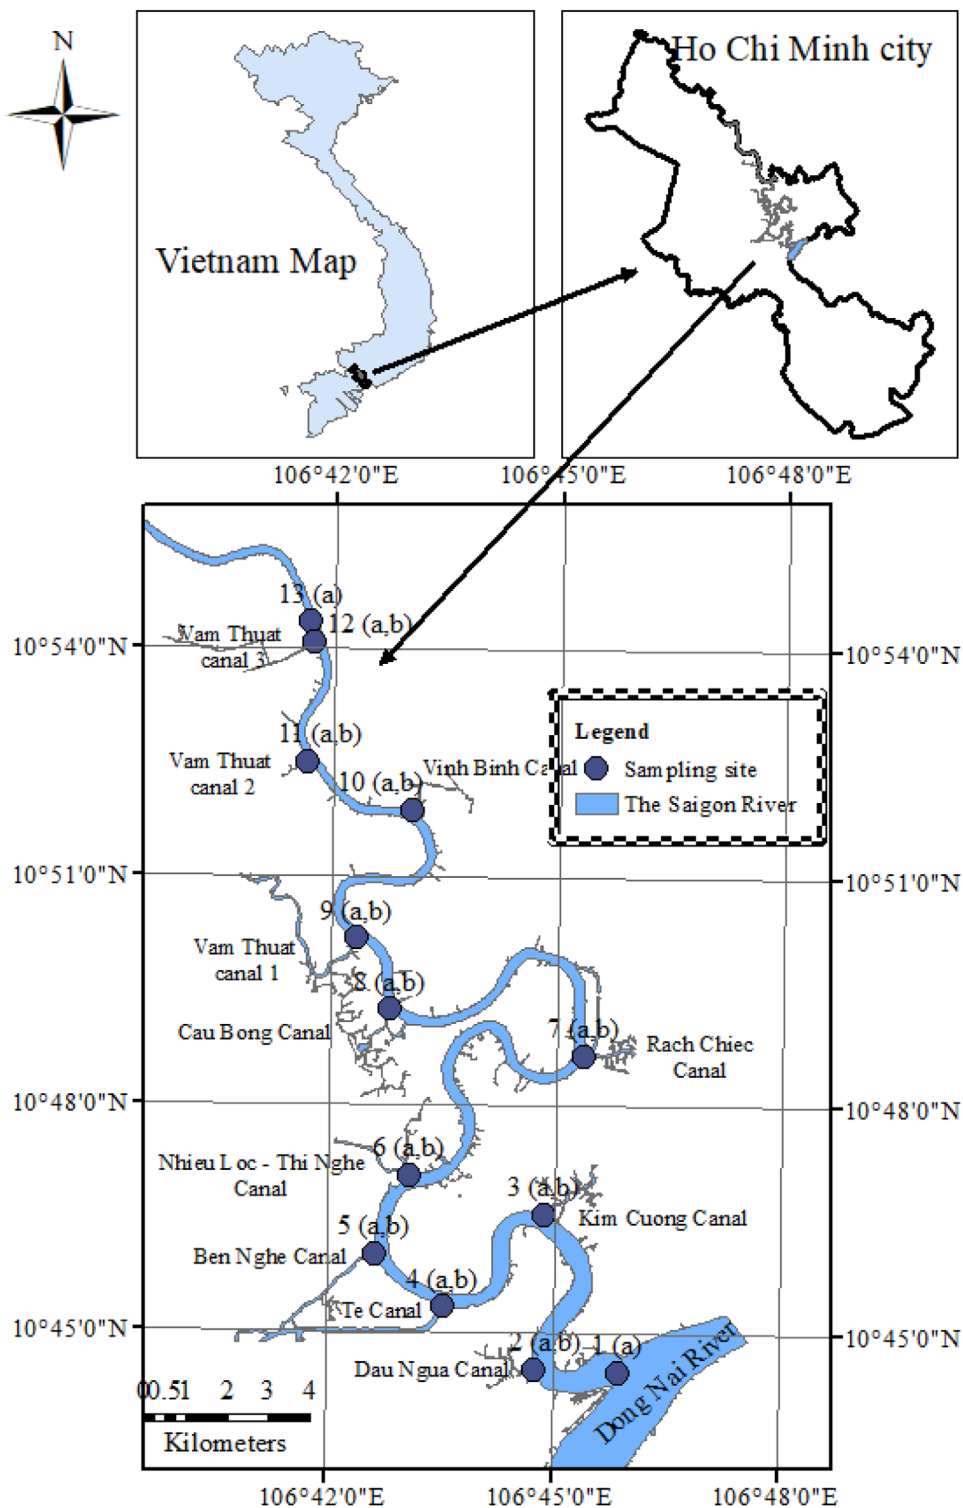 N
Vietnam Map
Ho Chi Minh city
106°42'0"E
106°45'0"E
106°48'0"E
13 (a)
12 (a,b)
Vam Thuat
canal 3
10°54'0"N
10°54'0"N
11 (a,b)
Vam Thuat
canal 2
10 (a,b)
Vinh Binh Canal
Legend
Sampling site
The Saigon River
10°51'0"N
10°51'0"N
9 (a,b)
Vam Thuat
canal 1
8 (a,b)
Cau Bong Canal
7 (a,b)
Rach Chiec
Canal
10°48'0"N
10°48'0"N
6 (a,b)
Nhieu Loc - Thi Nghe
Canal
3 (a,b)
Kim Cuong Canal
5 (a,b)
Ben Nghe Canal
4 (a,b)
Te Canal
10°45'0"N
10°45'0"N
2 (a,b)
1 (a)
Dau Ngua Canal
Dong Nai River
0 0.5 1 2 3 4
Kilometers
106°42'0"E
106°45'0"E
106°48'0"E